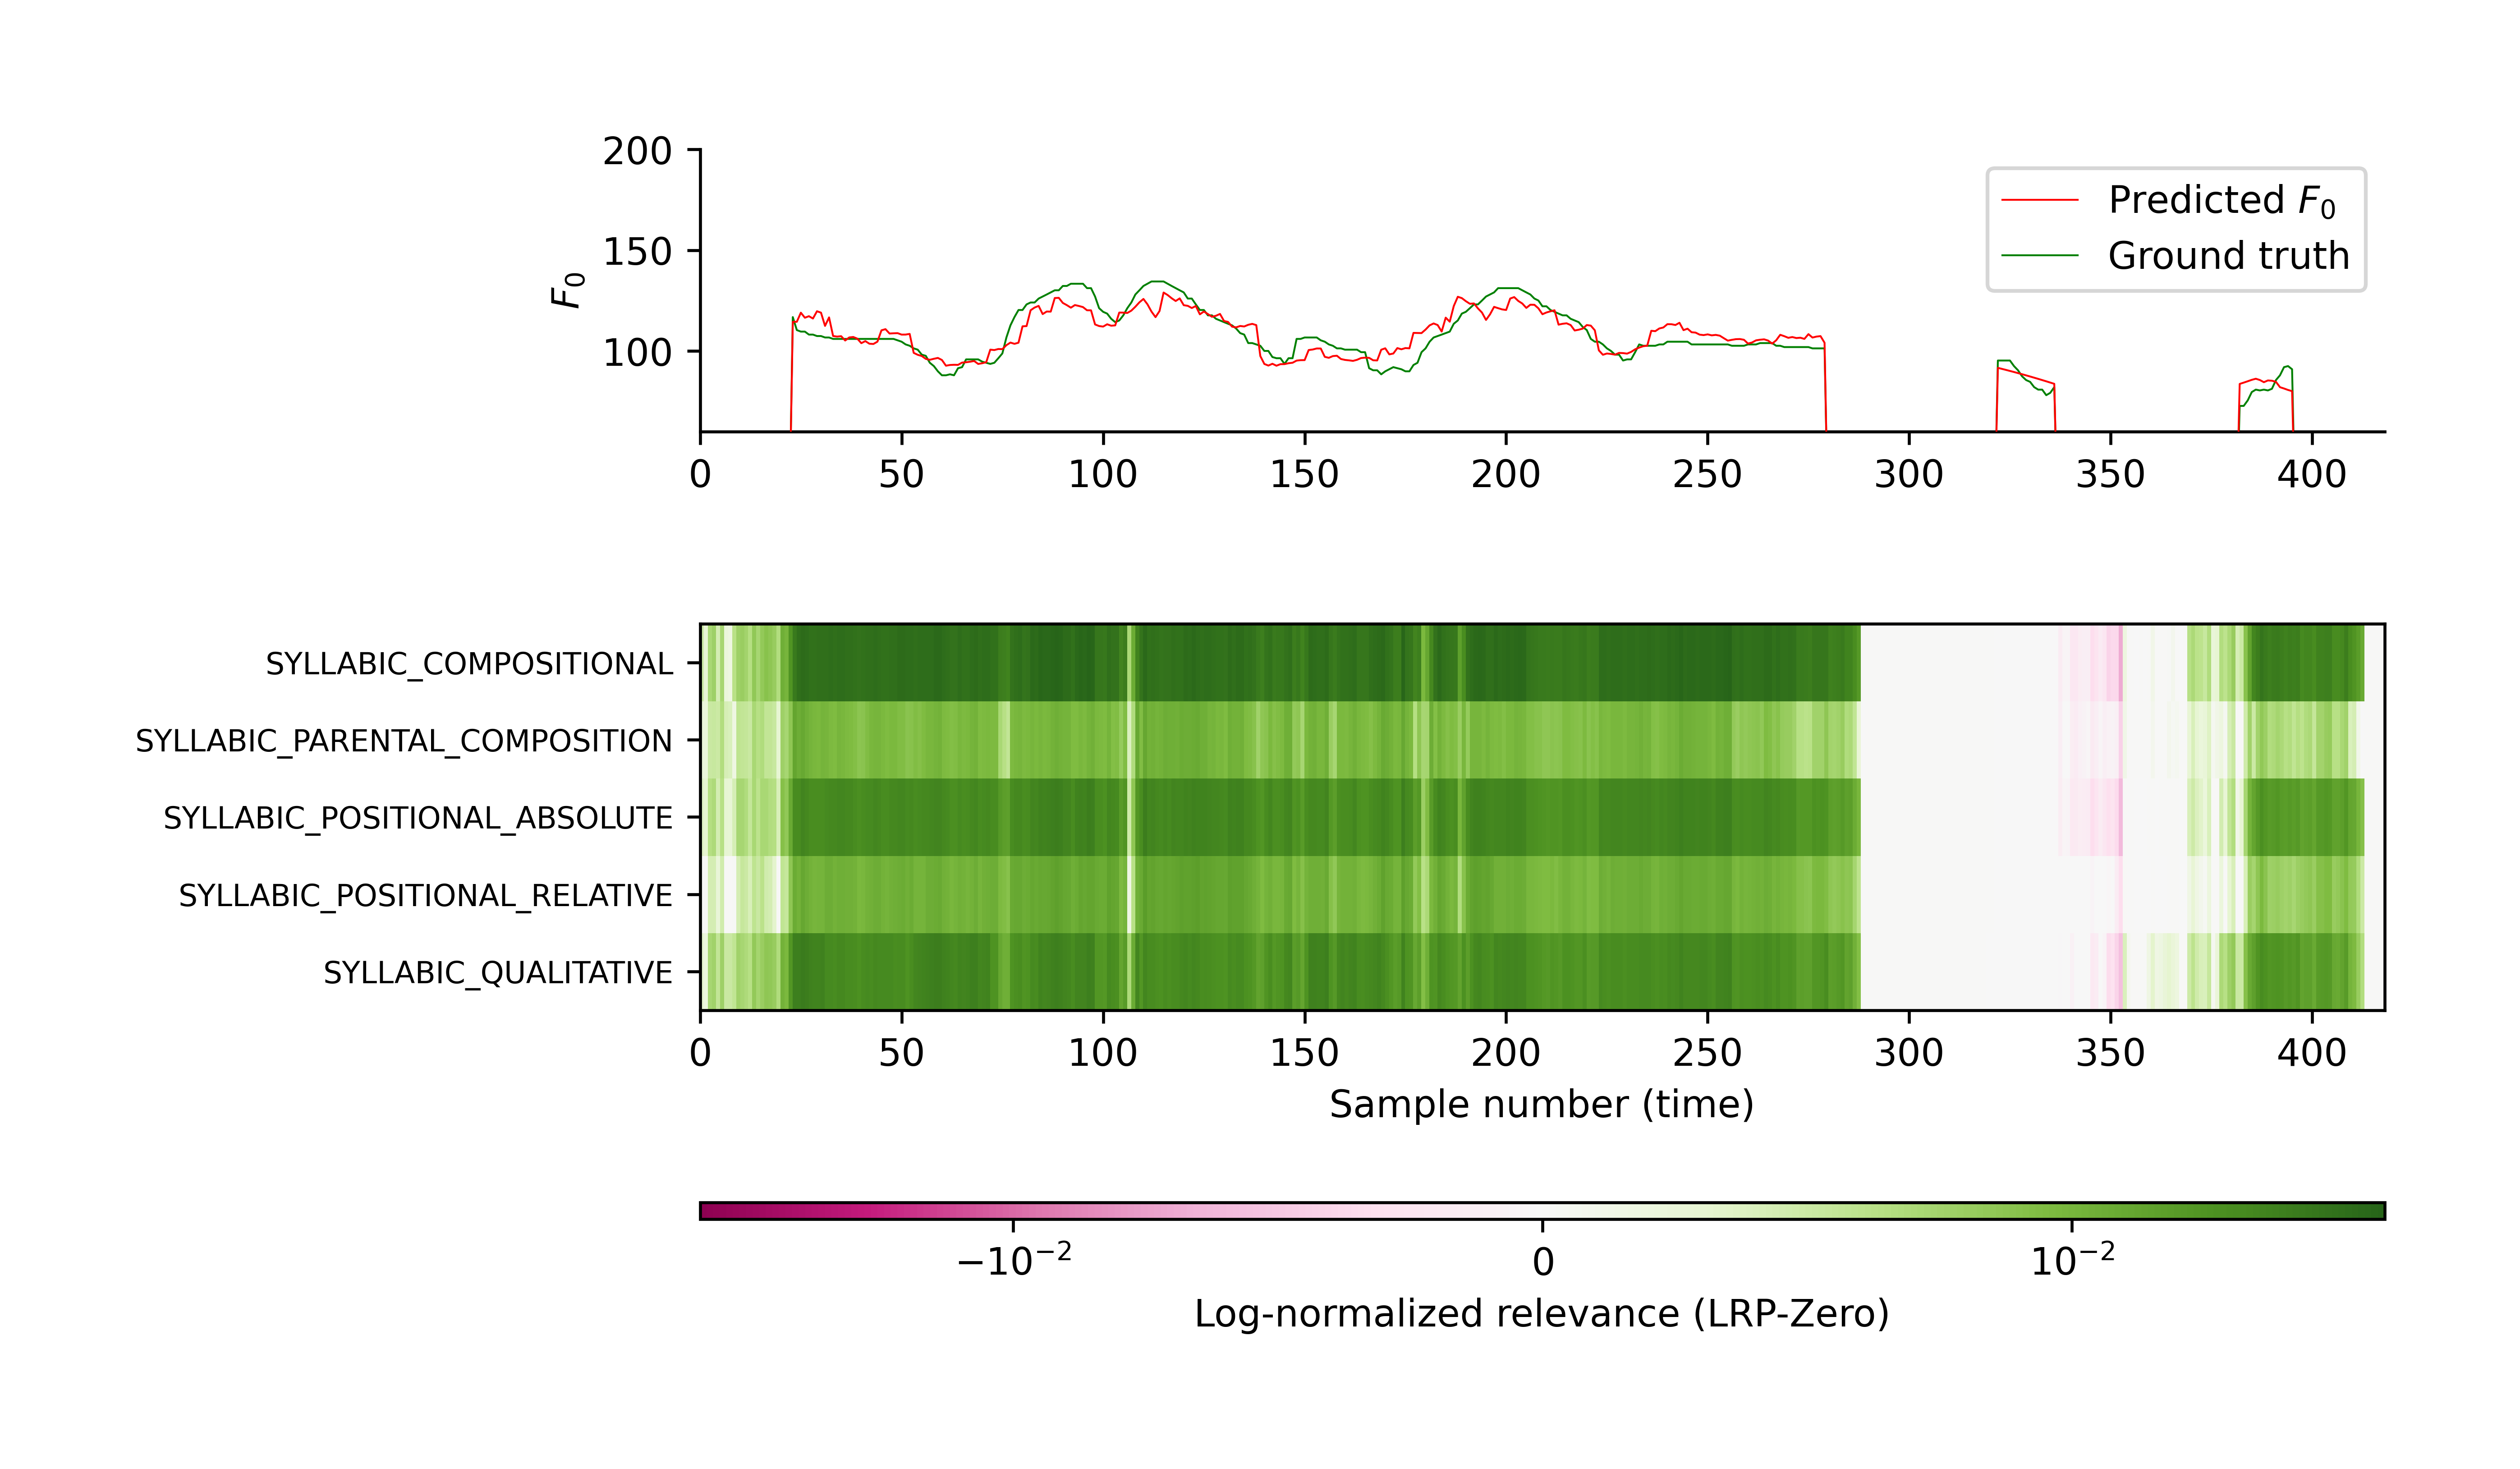 200
150
100
F₀
Predicted F₀
Ground truth
0 50 100 150 200 250 300 350 400
SYLLABIC_COMPOSITIONAL
SYLLABIC_PARENTAL_COMPOSITION
SYLLABIC_POSITIONAL_ABSOLUTE
SYLLABIC_POSITIONAL_RELATIVE
SYLLABIC_QUALITATIVE
0 50 100 150 200 250 300 350 400
Sample number (time)
−10⁻² 0 10⁻²
Log-normalized relevance (LRP-Zero)